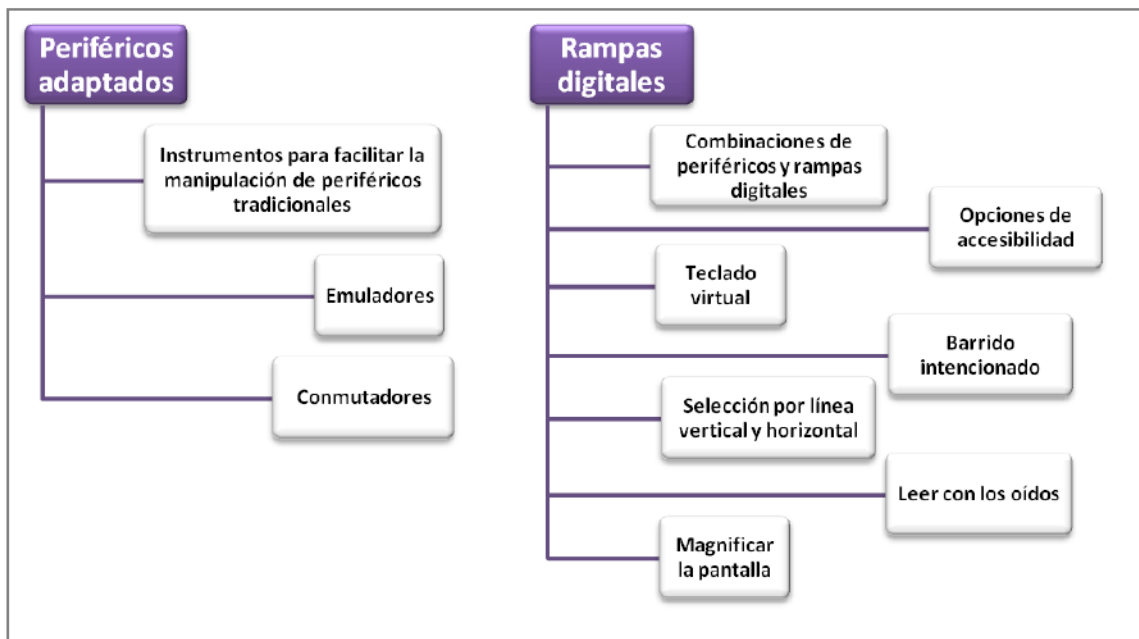 Periféricos
adaptados
Instrumentos para facilitar la
manipulación de periféricos
tradicionales
Emuladores
Conmutadores
Rampas
digitales
Combinaciones de
periféricos y rampas
digitales
Opciones de
accesibilidad
Teclado
virtual
Barrido
intencionado
Selección por línea
vertical y horizontal
Leer con los oídos
Magnificar
la pantalla